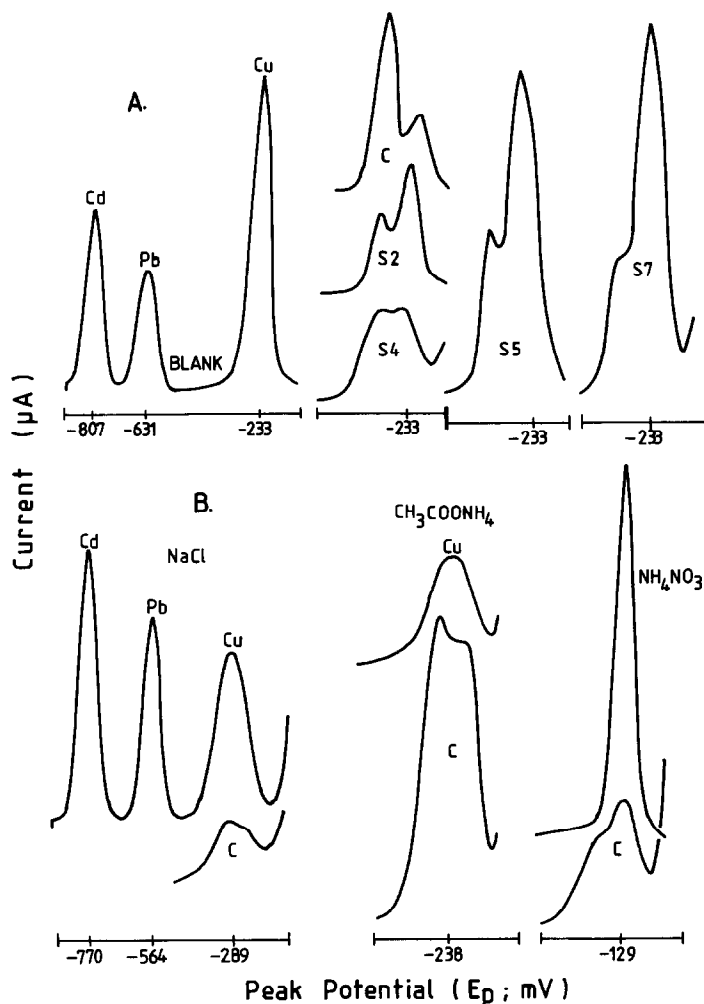 A.
Cd
Pb
BLANK
Cu
C
S2
S4
S5
S7
-807 -631 -233
-233
-233
-233
Current (μA)
B.
NaCl
Cd
Pb
Cu
C
CH₃COONH₄
Cu
C
NH₄NO₃
C
-770 -564 -289
-238
-129
Peak Potential (E_D; mV)